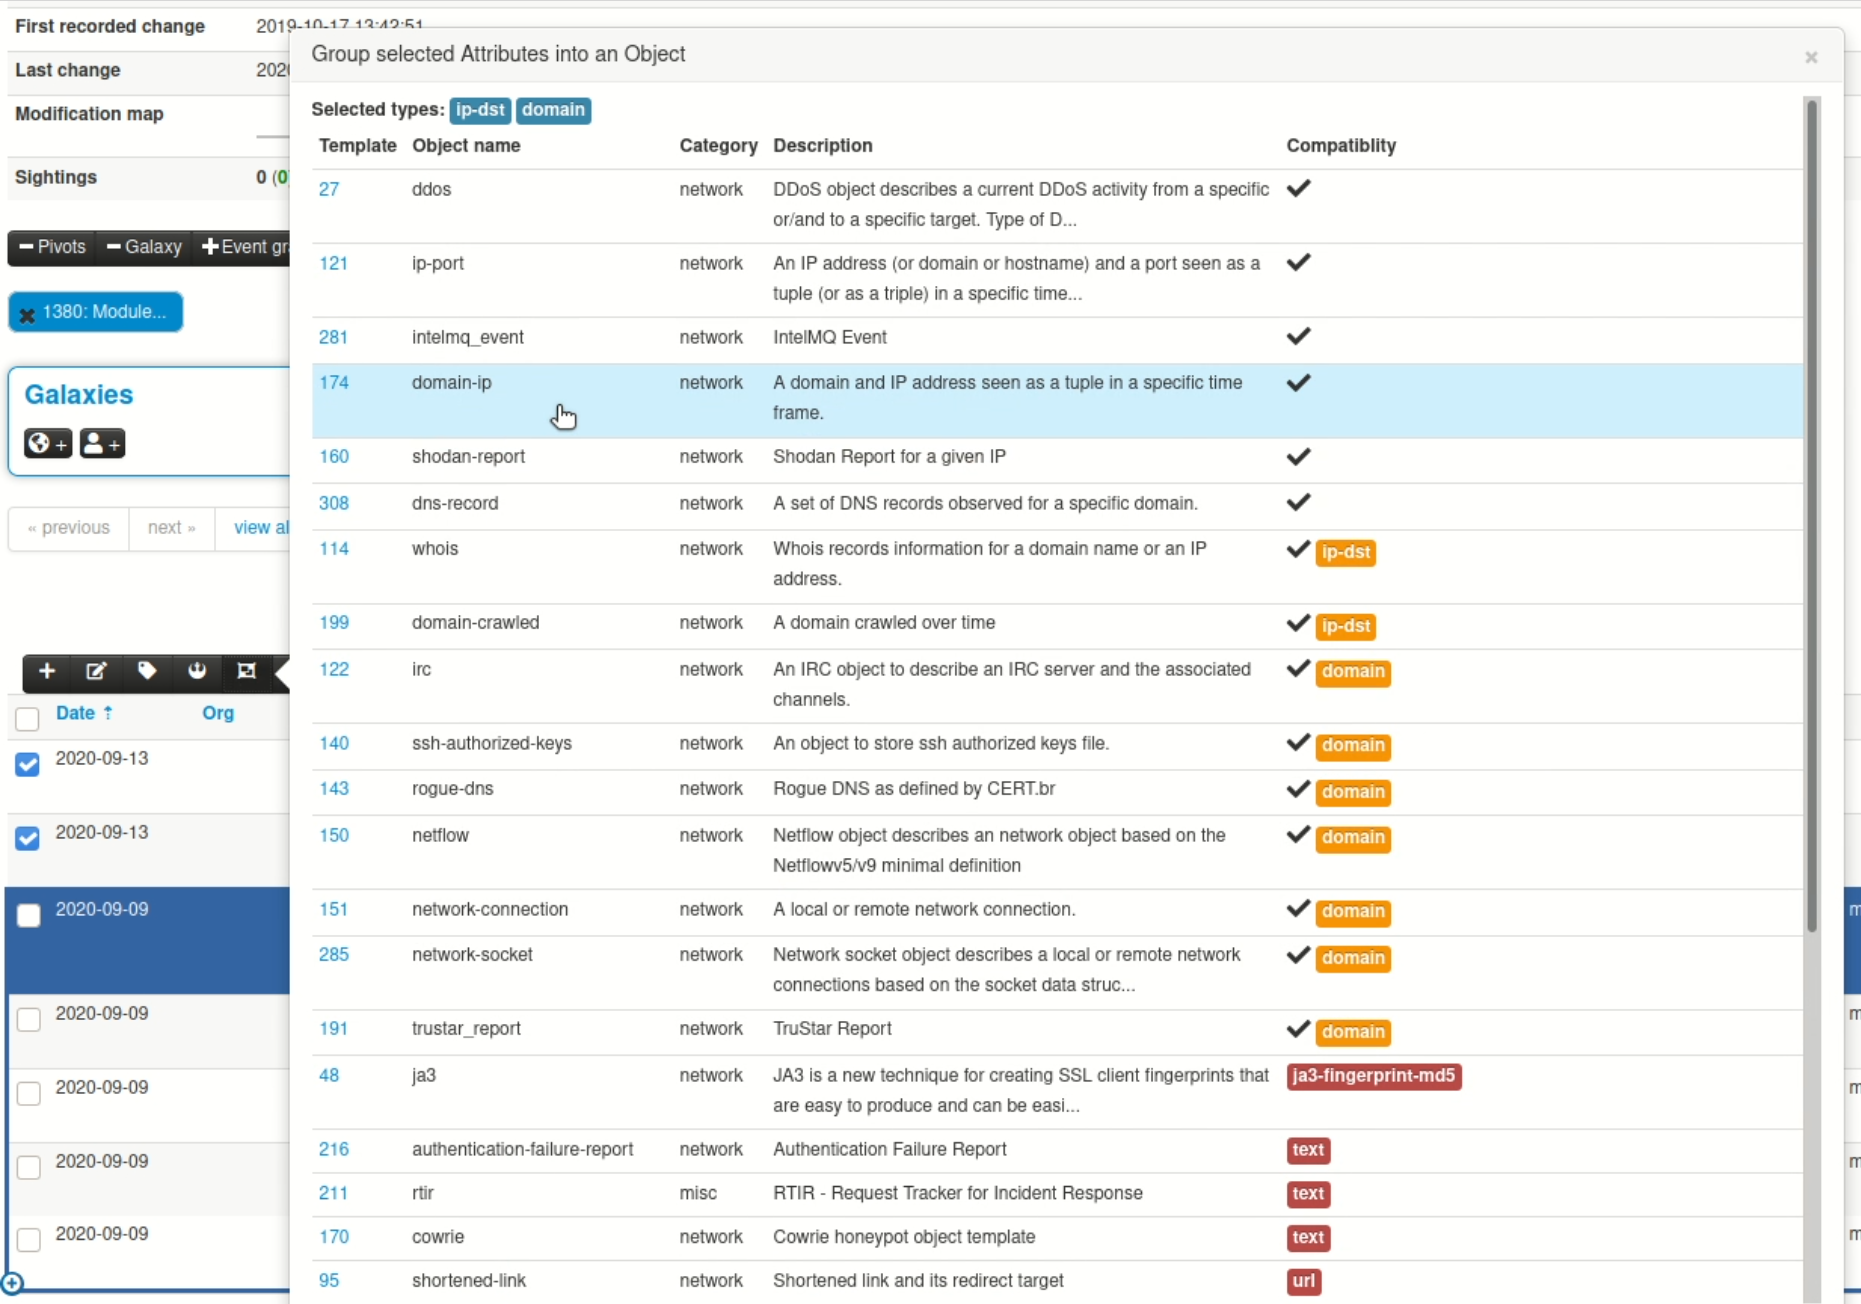 First recorded change 2019-10-17 13:42:51
Last change 202
Modification map
Sightings 0 (0
Pivots Galaxy Event gr
1380: Module...
Galaxies
+ +
« previous next » view al
Date ↑ Org
2020-09-13
2020-09-13
2020-09-09
2020-09-09
2020-09-09
2020-09-09
2020-09-09
Group selected Attributes into an Object ×
Selected types: ip-dst domain
Template Object name Category Description Compatiblity
27 ddos network DDoS object describes a current DDoS activity from a specific ✔
or/and to a specific target. Type of D...
121 ip-port network An IP address (or domain or hostname) and a port seen as a ✔
tuple (or as a triple) in a specific time...
281 intelmq_event network IntelMQ Event ✔
174 domain-ip network A domain and IP address seen as a tuple in a specific time ✔
frame.
160 shodan-report network Shodan Report for a given IP ✔
308 dns-record network A set of DNS records observed for a specific domain. ✔
114 whois network Whois records information for a domain name or an IP ✔ ip-dst
address.
199 domain-crawled network A domain crawled over time ✔ ip-dst
122 irc network An IRC object to describe an IRC server and the associated ✔ domain
channels.
140 ssh-authorized-keys network An object to store ssh authorized keys file. ✔ domain
143 rogue-dns network Rogue DNS as defined by CERT.br ✔ domain
150 netflow network Netflow object describes an network object based on the ✔ domain
Netflowv5/v9 minimal definition
151 network-connection network A local or remote network connection. ✔ domain
285 network-socket network Network socket object describes a local or remote network ✔ domain
connections based on the socket data struc...
191 trustar_report network TruStar Report ✔ domain
48 ja3 network JA3 is a new technique for creating SSL client fingerprints that ja3-fingerprint-md5
are easy to produce and can be easi...
216 authentication-failure-report network Authentication Failure Report text
211 rtir misc RTIR - Request Tracker for Incident Response text
170 cowrie network Cowrie honeypot object template text
95 shortened-link network Shortened link and its redirect target url